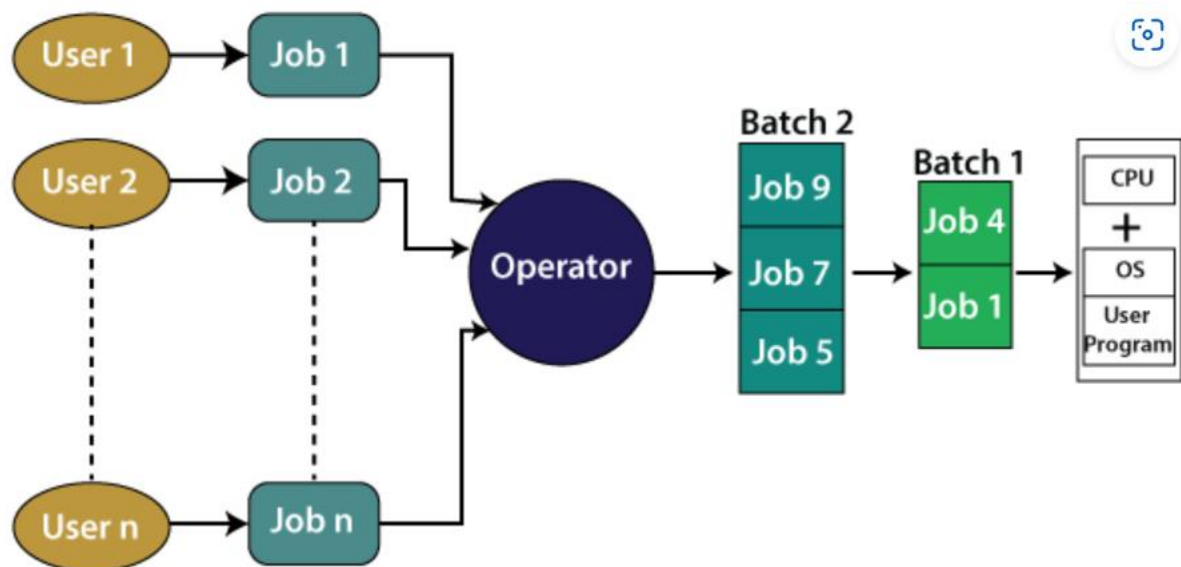 User 1
Job 1
User 2
Job 2
User n
Job n
Operator
Batch 2
Job 9
Job 7
Job 5
Batch 1
Job 4
Job 1
CPU
+
OS
User
Program